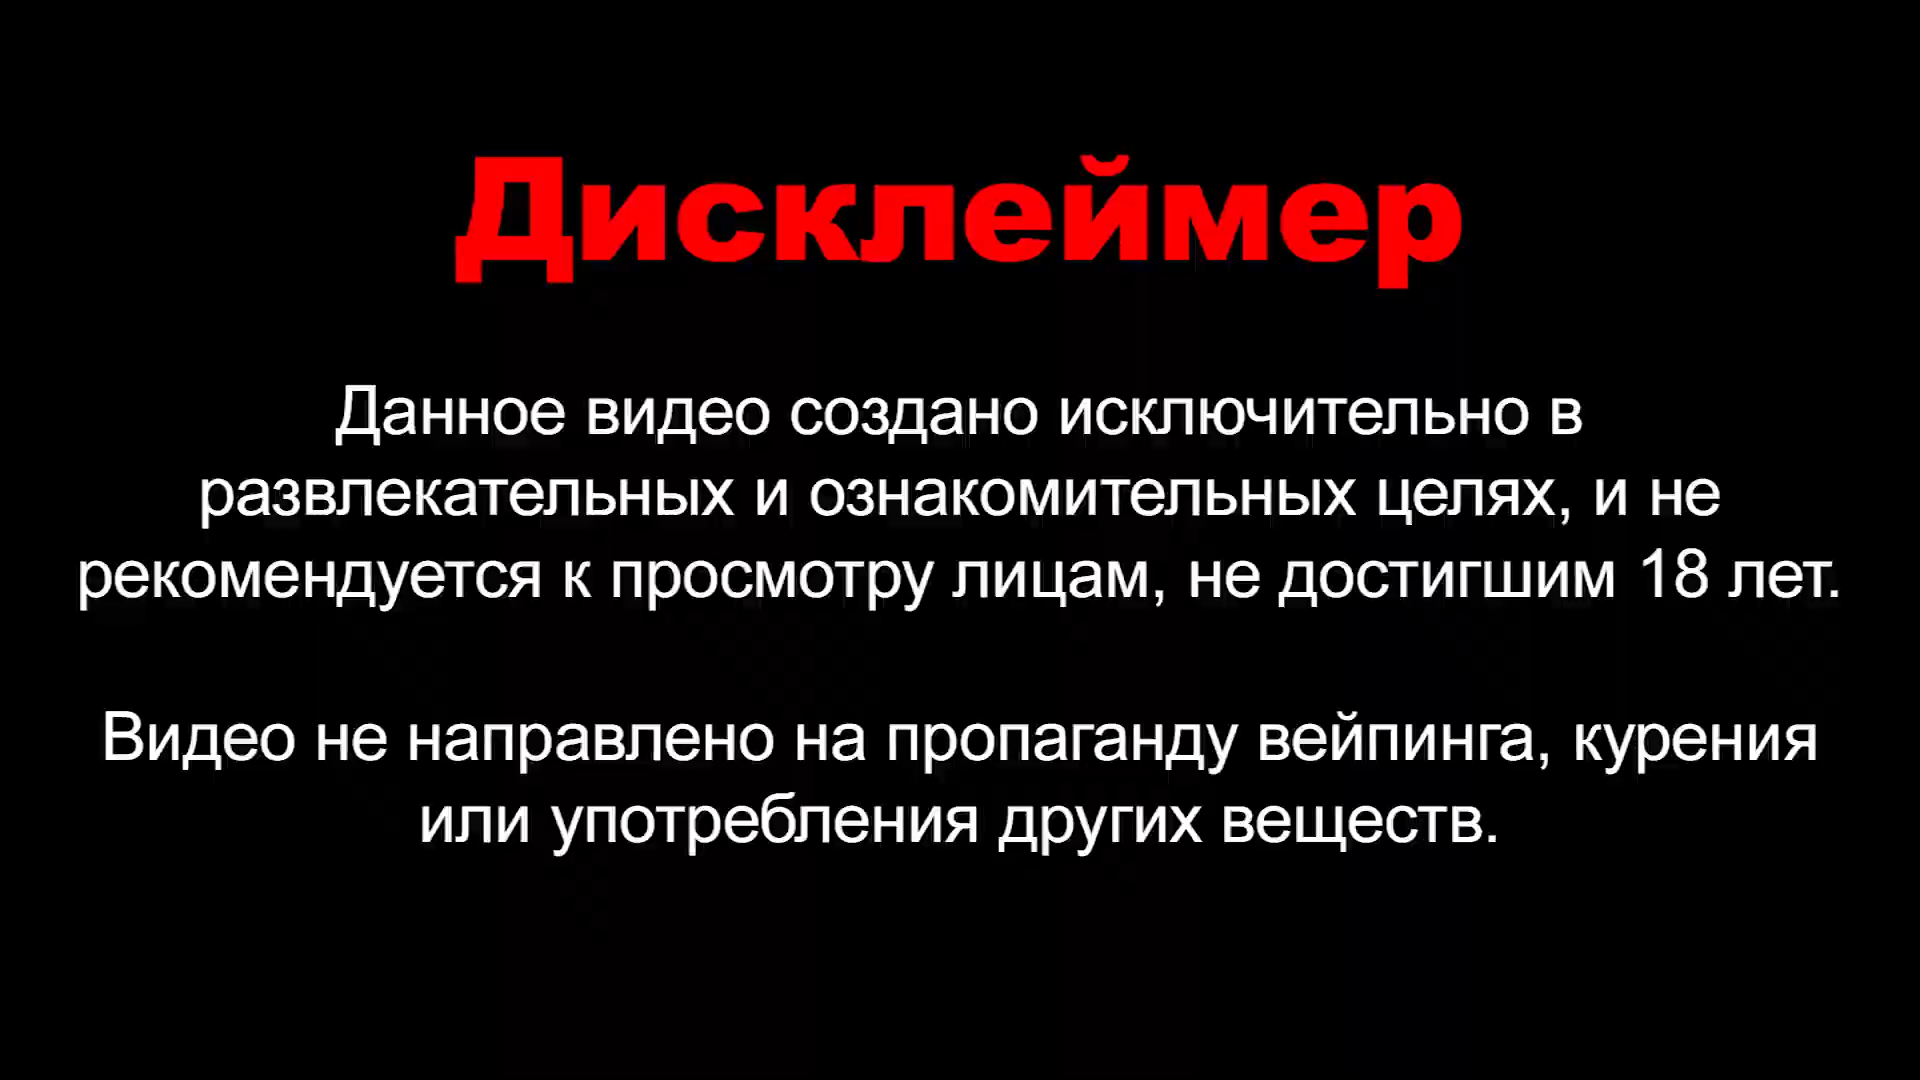 Дисклеймер
Данное видео создано исключительно в
развлекательных и ознакомительных целях, и не
рекомендуется к просмотру лицам, не достигшим 18 лет.
Видео не направлено на пропаганду вейпинга, курения
или употребления других веществ.